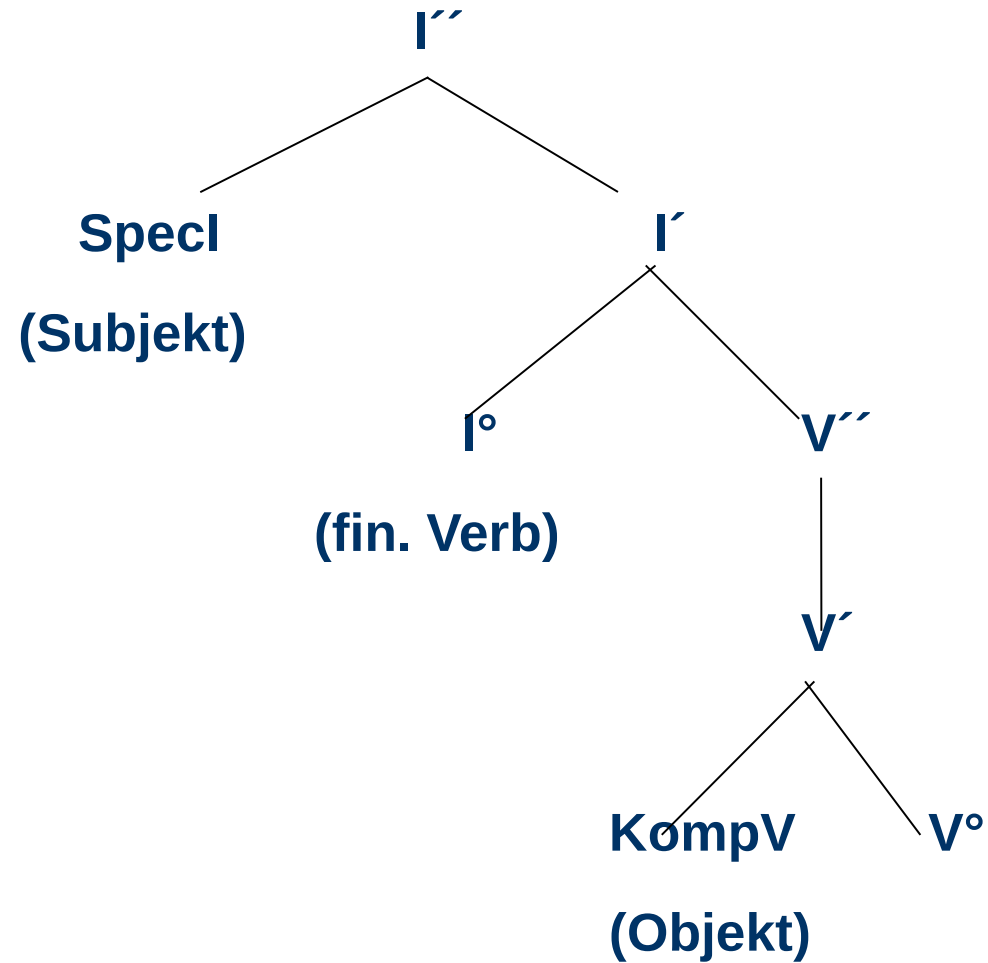 I´´
SpecI I´
(Subjekt)
I° V´´
(fin. Verb)
V´
KompV V°
(Objekt)